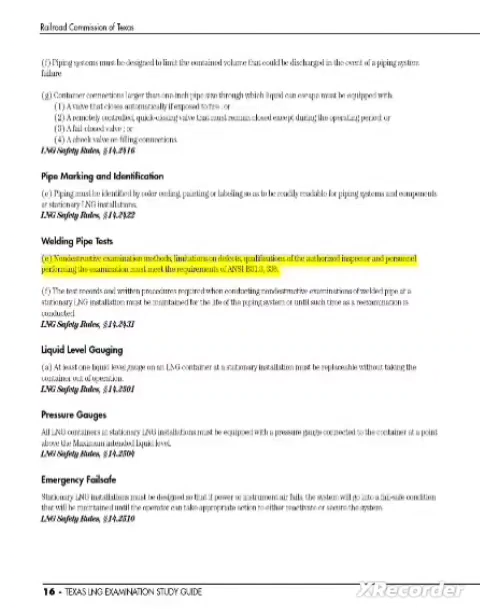 Railroad Commission of Texas
(f) Piping systems must be designed to limit the contained volume that could be discharged in the event of a piping system
failure
(g) Container connections larger than one-inch pipe size through which liquid can escape must be equipped with:
(1) A valve that closes automatically if exposed to fire; or
(2) A remotely controlled, quick-closing valve that must remain closed except during the operating period; or
(3) A fail-closed valve; or
(4) A check valve on filling connections.
LNG Safety Rules, §14.2416
Pipe Marking and Identification
(e) Piping must be identified by color coding, painting or labeling so as to be readily readable for piping systems and components
at stationary LNG installations.
LNG Safety Rules, §14.2422
Welding Pipe Tests
(e) Nondestructive examination methods, limitations on defects, qualifications of the authorized inspector and personnel
performing the examination must meet the requirements of ANSI B31.3, 336.
(f) The test records and written procedures required when conducting nondestructive examinations of welded pipe at a
stationary LNG installation must be maintained for the life of the piping system or until such time as a reexamination is
conducted.
LNG Safety Rules, §14.2431
Liquid Level Gauging
(a) At least one liquid level gauge on an LNG container at a stationary installation must be replaceable without taking the
container out of operation.
LNG Safety Rules, §14.2501
Pressure Gauges
All LNG containers at stationary LNG installations must be equipped with a pressure gauge connected to the container at a point
above the Maximum intended liquid level.
LNG Safety Rules, §14.2504
Emergency Failsafe
Stationary LNG installations must be designed so that if power or instrument air fails, the system will go into a fail-safe condition
that will be maintained until the operator can take appropriate action to either reactivate or secure the system.
LNG Safety Rules, §14.2510
16 - TEXAS LNG EXAMINATION STUDY GUIDE
XRecorder